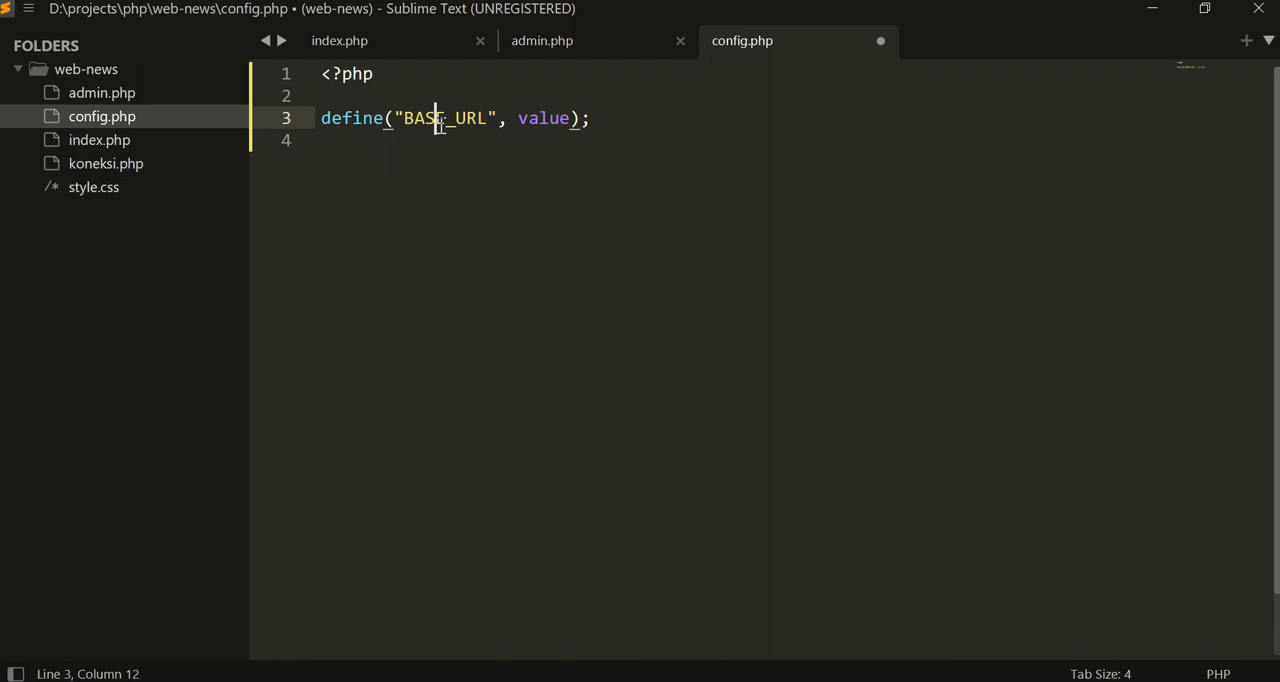 D:\projects\php\web-news\config.php • (web-news) - Sublime Text (UNREGISTERED)
FOLDERS
web-news
admin.php
config.php
index.php
koneksi.php
/* style.css
index.php
admin.php
config.php
1 <?php
2
3 define("BASE_URL", value);
4
Line 3, Column 12
Tab Size: 4
PHP